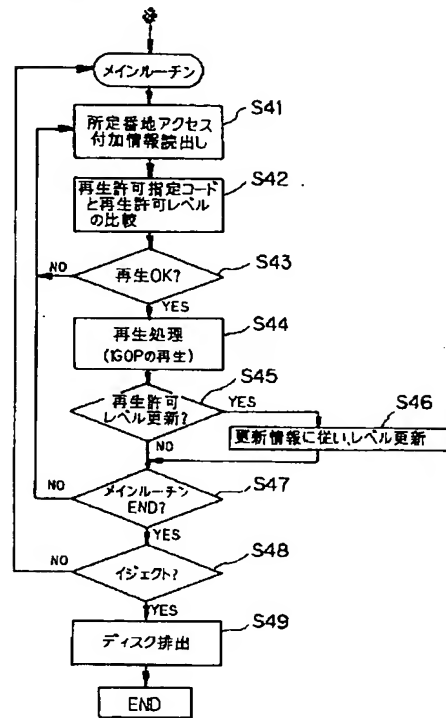 メインルーチン
S41
所定番地アクセス
付加情報読出し
S42
再生許可指定コード
と再生許可レベル
の比較
S43
NO
再生OK?
YES
S44
再生処理
(1GOPの再生)
S45
再生許可
レベル更新?
YES
S46
NO
更新情報に従い、レベル更新
S47
NO
メインルーチン
END?
YES
S48
NO
イジェクト?
YES
S49
ディスク排出
END